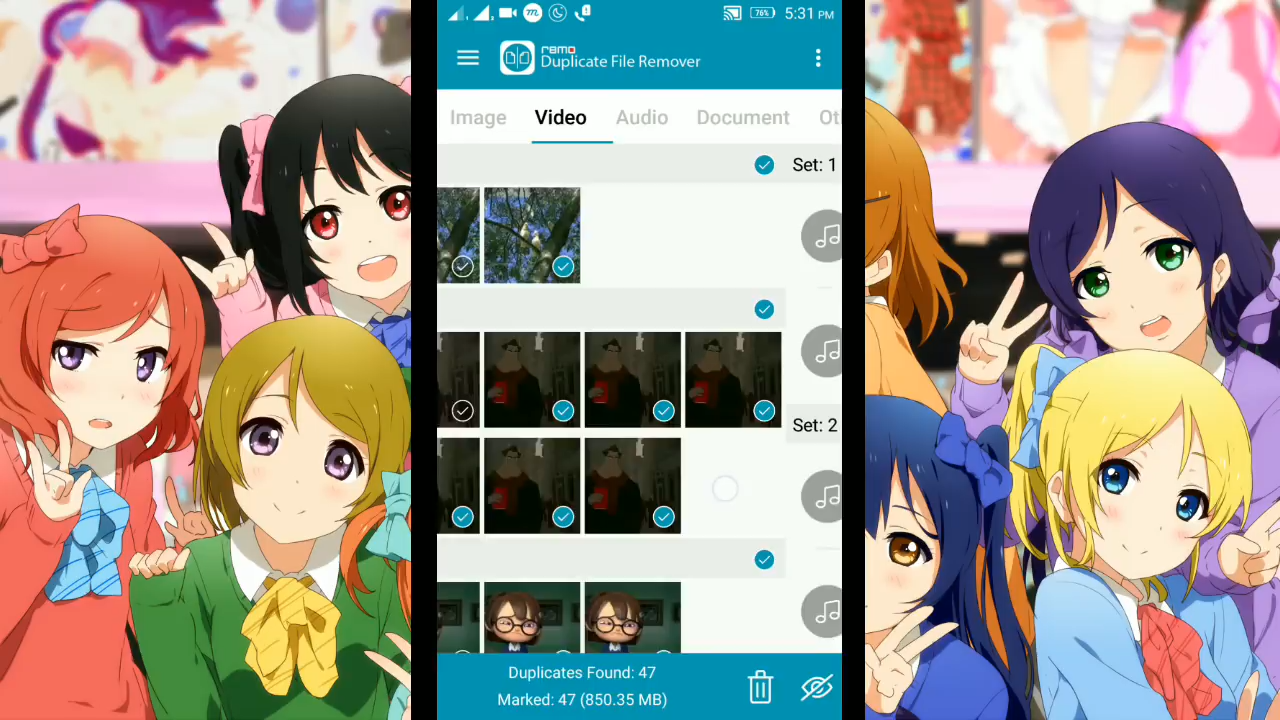 76%
5:31 PM
remo
Duplicate File Remover
Image Video Audio Document Ot
Set: 1
Set: 2
Duplicates Found: 47
Marked: 47 (850.35 MB)